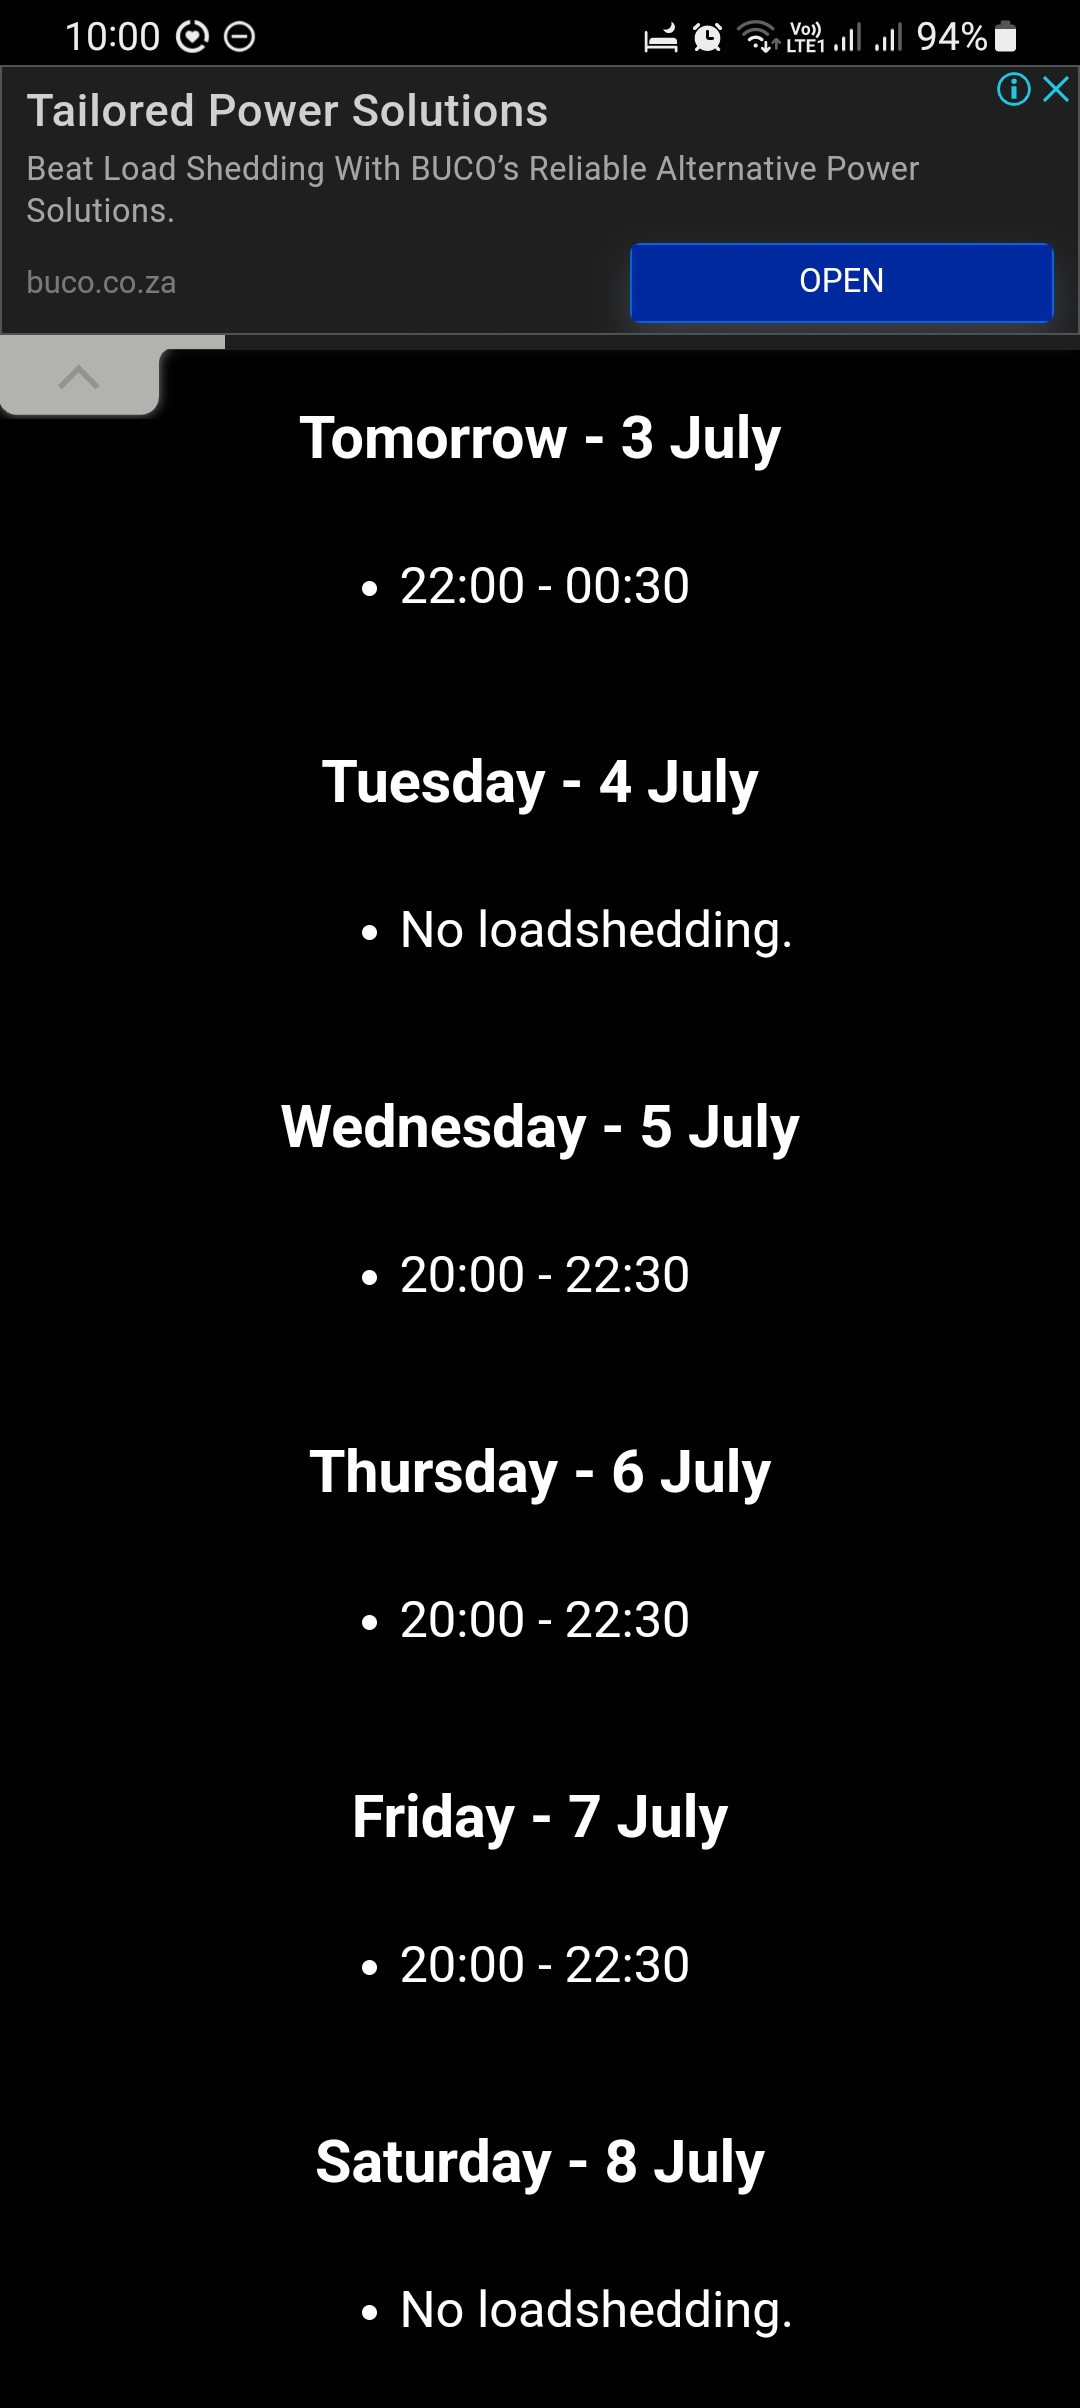 10:00
Vo)) LTE1 94%
Tailored Power Solutions
Beat Load Shedding With BUCO’s Reliable Alternative Power
Solutions.
buco.co.za
OPEN
Tomorrow - 3 July
• 22:00 - 00:30
Tuesday - 4 July
• No loadshedding.
Wednesday - 5 July
• 20:00 - 22:30
Thursday - 6 July
• 20:00 - 22:30
Friday - 7 July
• 20:00 - 22:30
Saturday - 8 July
• No loadshedding.